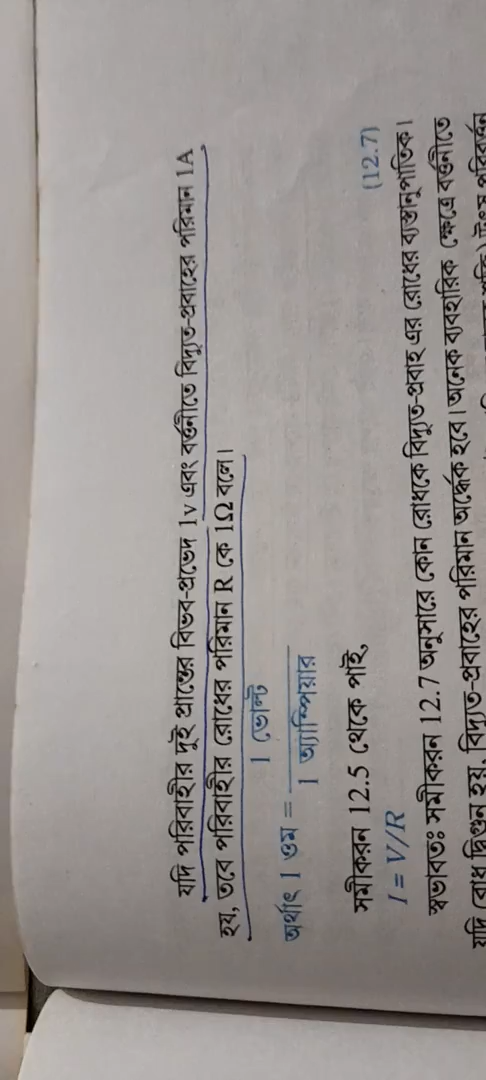 যদি পরিবাহীর দুই প্রান্তের বিভব-প্রভেদ 1v এবং বর্তনীতে বিদ্যুত-প্রবাহের পরিমান 1A
হয়, তবে পরিবাহীর রোধের পরিমান R কে 1Ω বলে।
অর্থাৎ 1 ওম = 1 ভোল্ট / 1 অ্যাম্পিয়ার
সমীকরন 12.5 থেকে পাই,
I = V/R (12.7)
স্বভাবতঃ সমীকরন 12.7 অনুসারে কোন রোধকে বিদ্যুত-প্রবাহ এর রোধের ব্যস্তানুপাতিক।
যদি রোধ দ্বিগুন হয়, বিদ্যুত-প্রবাহের পরিমান অর্দ্ধেক হবে। অনেক ব্যবহারিক ক্ষেত্রে বর্তনীতে